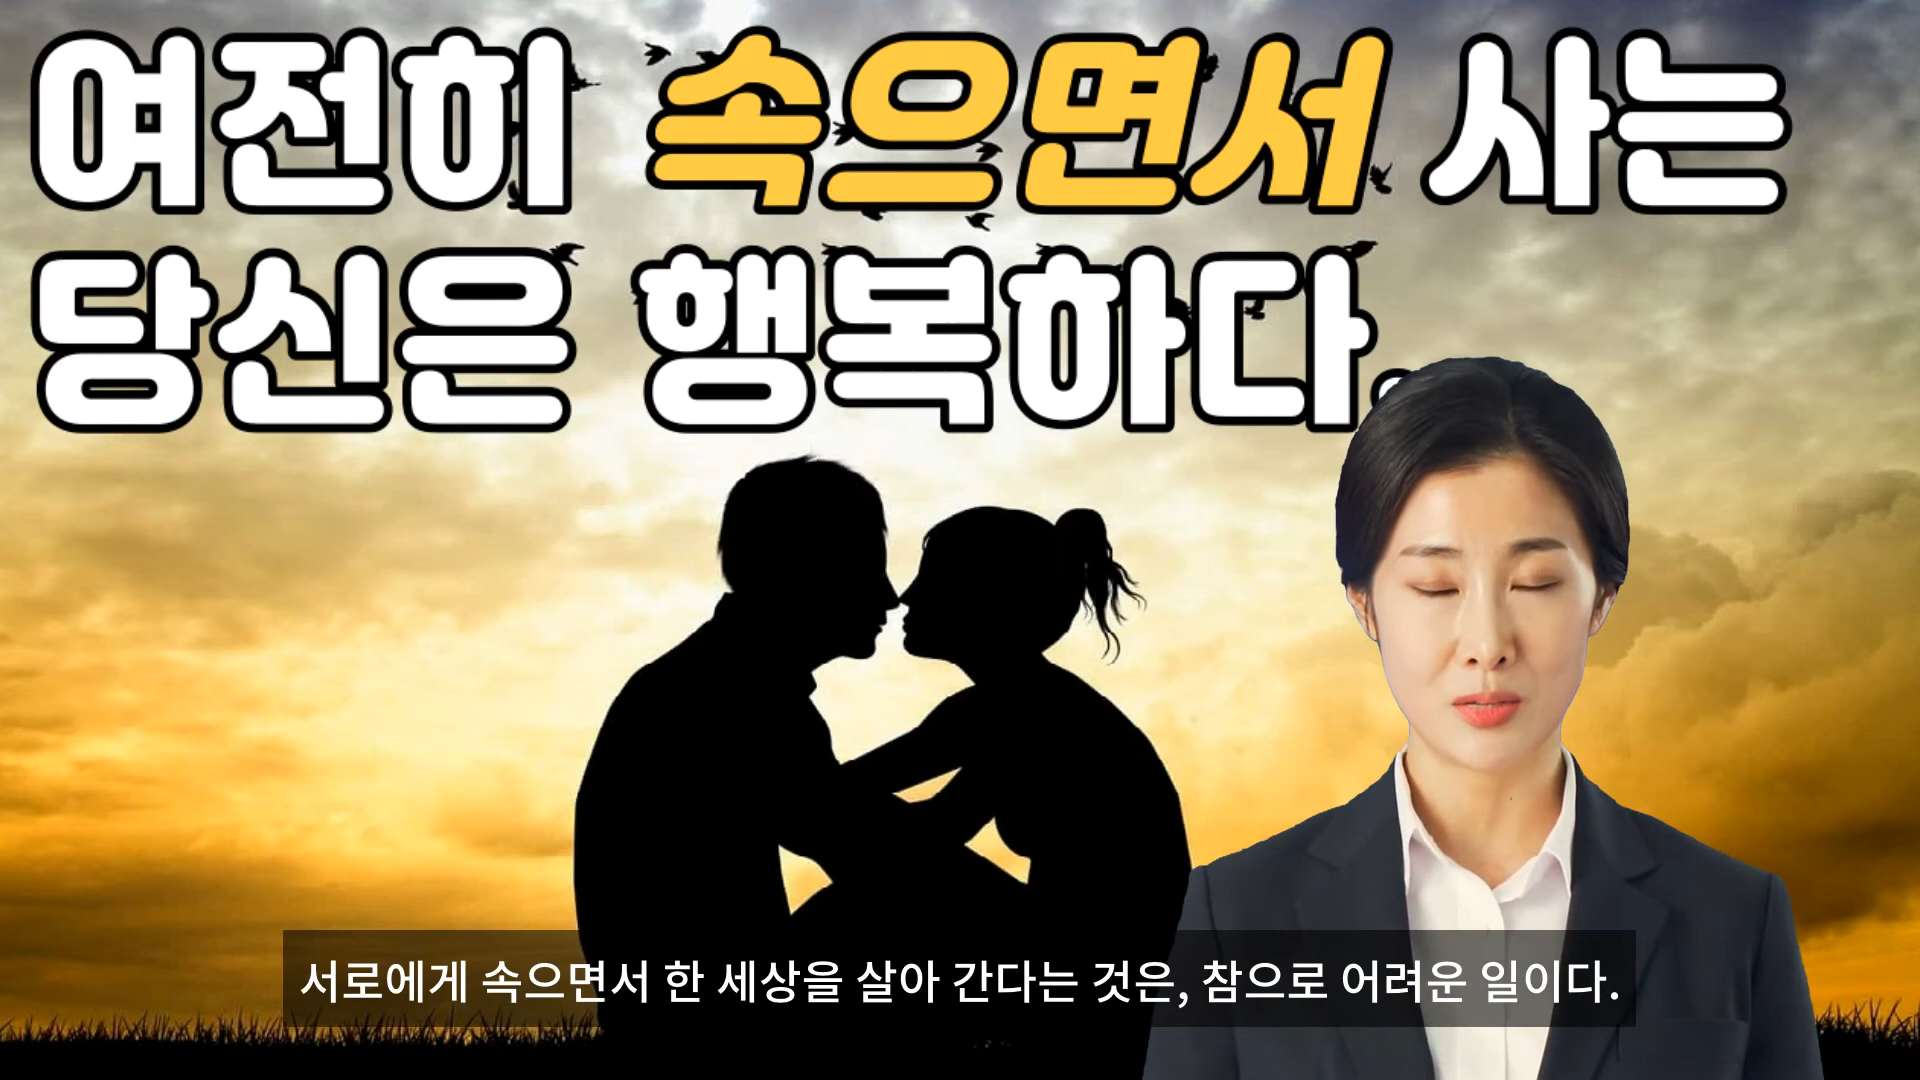 여전히 속으면서 사는
당신은 행복하다.
서로에게 속으면서 한 세상을 살아 간다는 것은, 참으로 어려운 일이다.